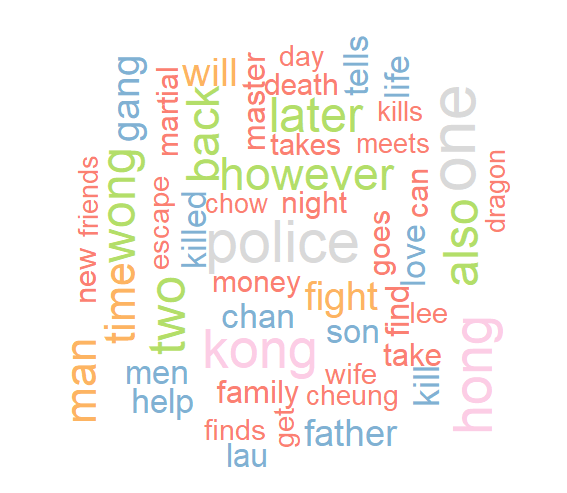 day
tells
life
will
gang
martial
master
death
back
later
kills
one
takes
meets
wong
however
can
dragon
friends
escape
chow
night
killed
police
goes
love
also
new
time
two
money
fight
find
lee
chan
son
kong
hong
take
man
men
wife
kill
help
family
cheung
finds
get
father
lau